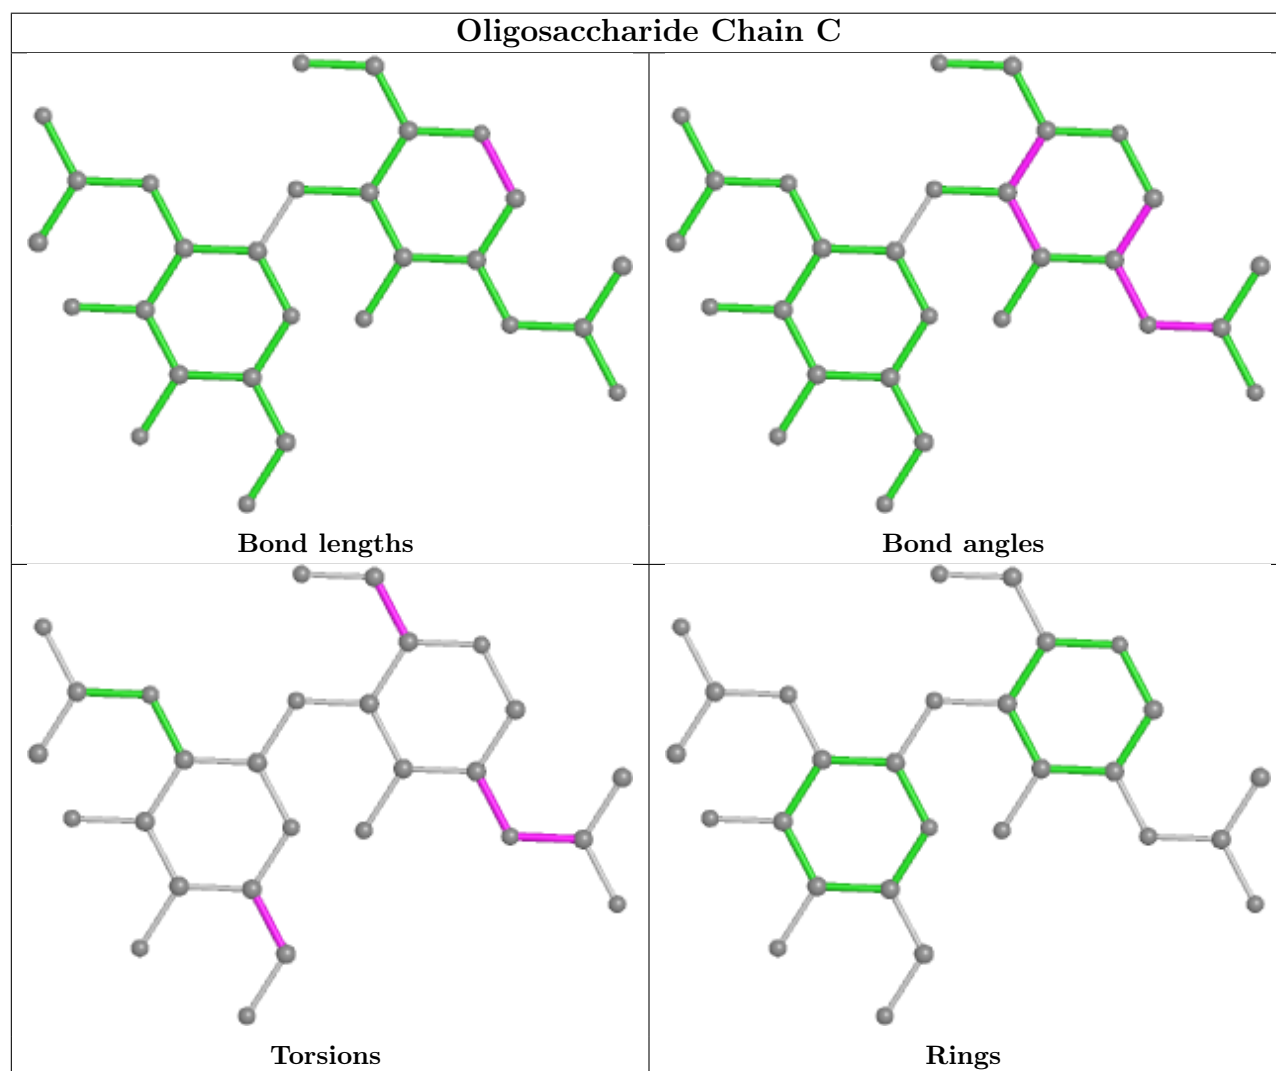 Oligosaccharide Chain C
Bond lengths
Bond angles
Torsions
Rings